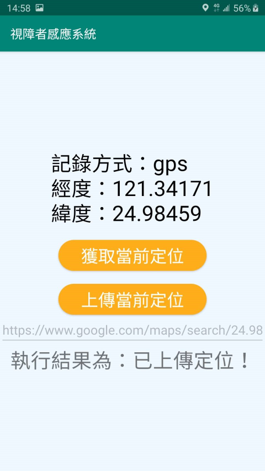 14:58
56%
視障者感應系統
記錄方式：gps
經度：121.34171
緯度：24.98459
獲取當前定位
上傳當前定位
https://www.google.com/maps/search/24.98
執行結果為：已上傳定位！